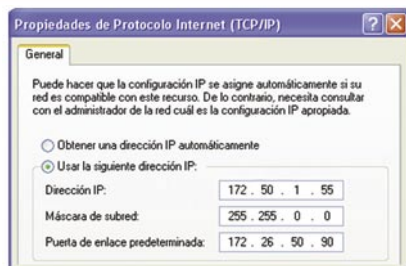 Propiedades de Protocolo Internet (TCP/IP)
General
Puede hacer que la configuración IP se asigne automáticamente si su
red es compatible con este recurso. De lo contrario, necesita consultar
con el administrador de la red cuál es la configuración IP apropiada.
Obtener una dirección IP automáticamente
Usar la siguiente dirección IP:
Dirección IP: 172 . 50 . 1 . 55
Máscara de subred: 255 . 255 . 0 . 0
Puerta de enlace predeterminada: 172 . 26 . 50 . 90